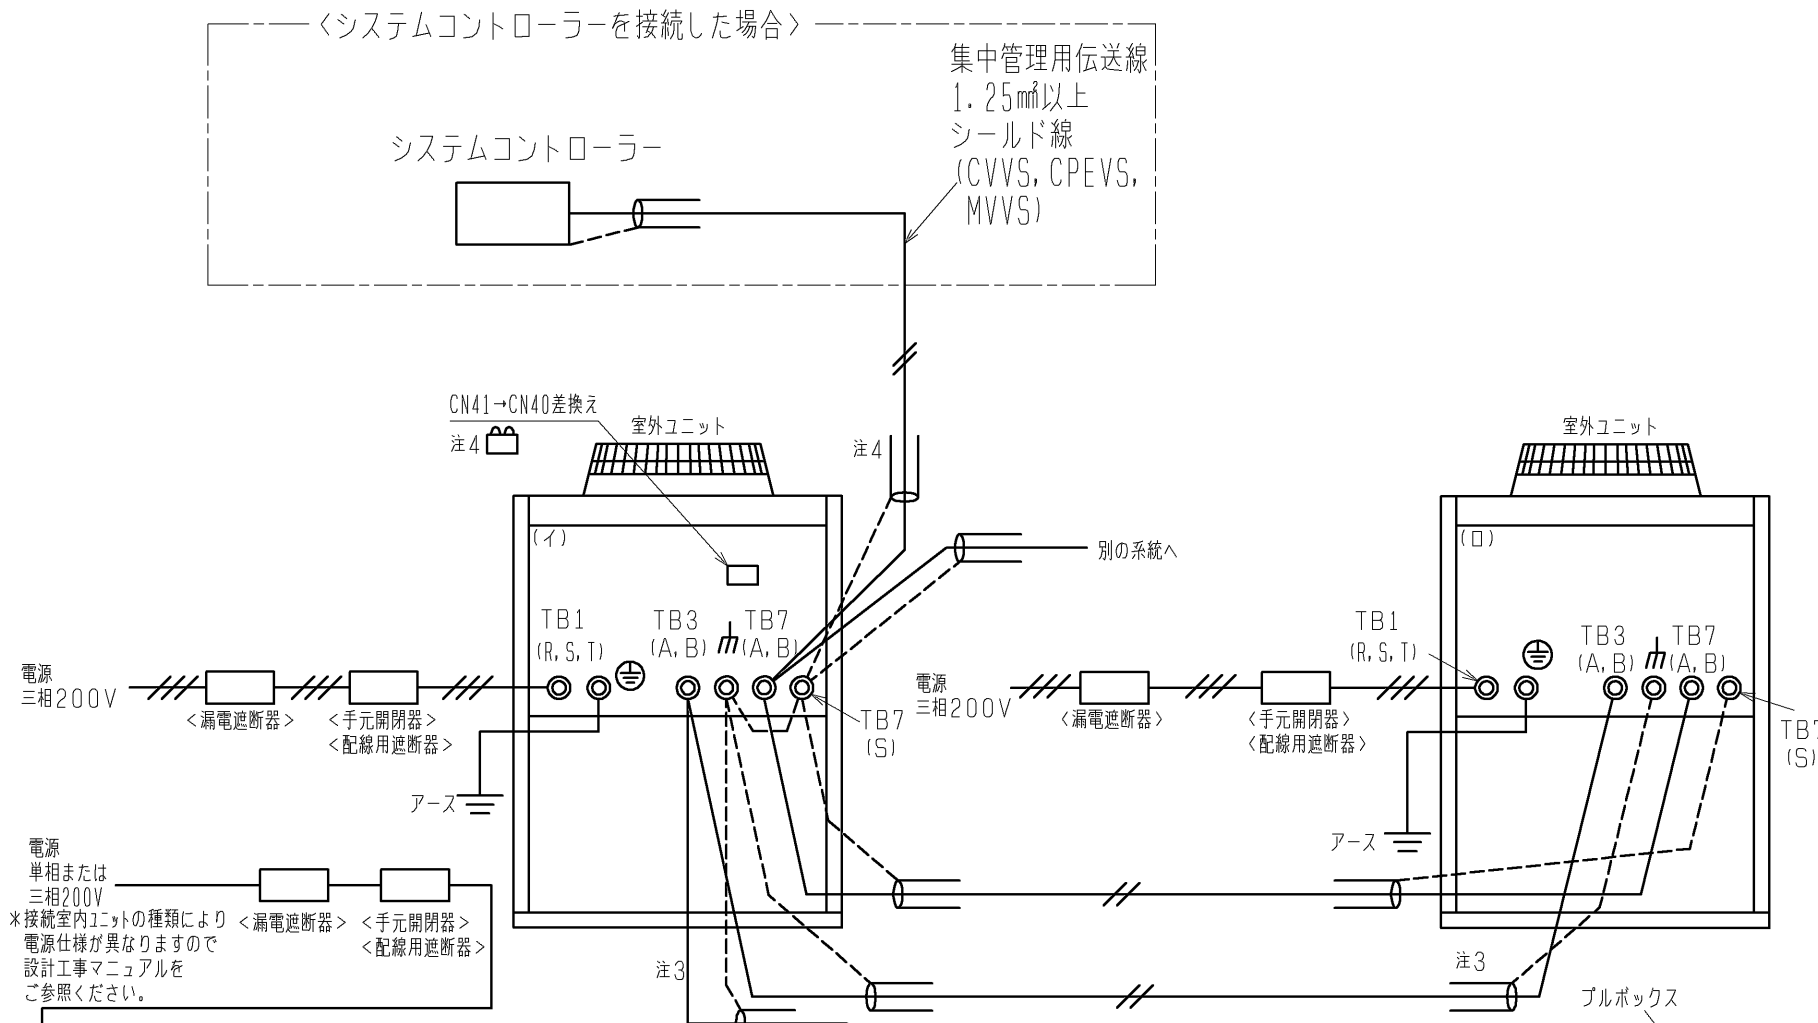 〈システムコントローラーを接続した場合〉
集中管理用伝送線
1.25㎟以上
シールド線
(CVVS, CPEVS,
MVVS)
システムコントローラー
CN41→CN40差換え
注4
室外ユニット
注4
室外ユニット
(イ)
別の系統へ
(ロ)
TB1
(R,S,T)
TB3
(A,B)
TB7
(A,B)
TB1
(R,S,T)
TB3
(A,B)
TB7
(A,B)
電源
三相200V
<漏電遮断器>
<手元開閉器>
<配線用遮断器>
TB7
(S)
電源
三相200V
<漏電遮断器>
<手元開閉器>
<配線用遮断器>
TB7
(S)
アース
アース
電源
単相または
三相200V
*接続室内ユニットの種類により
電源仕様が異なりますので
設計工事マニュアルを
ご参照ください。
<漏電遮断器>
<手元開閉器>
<配線用遮断器>
注3
注3
プルボックス